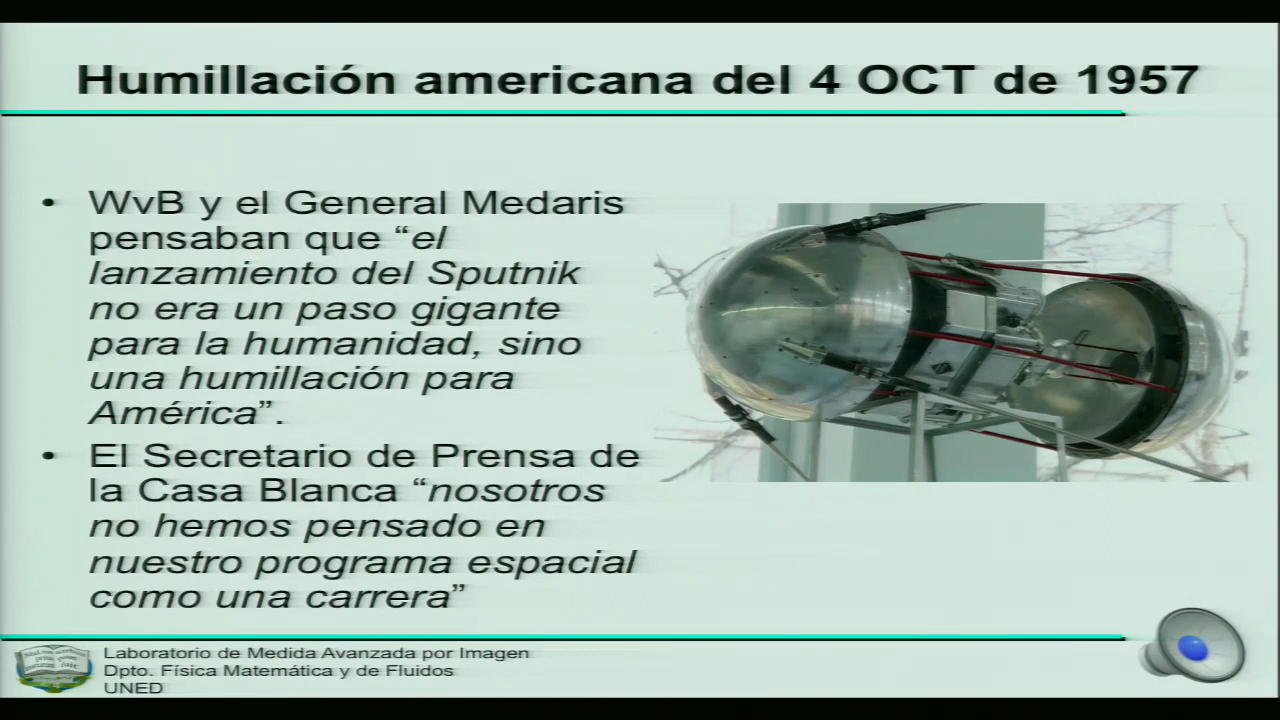 Humillación americana del 4 OCT de 1957
• WvB y el General Medaris
pensaban que “el
lanzamiento del Sputnik
no era un paso gigante
para la humanidad, sino
una humillación para
América”.
• El Secretario de Prensa de
la Casa Blanca “nosotros
no hemos pensado en
nuestro programa espacial
como una carrera”
Laboratorio de Medida Avanzada por Imagen
Dpto. Física Matemática y de Fluidos
UNED